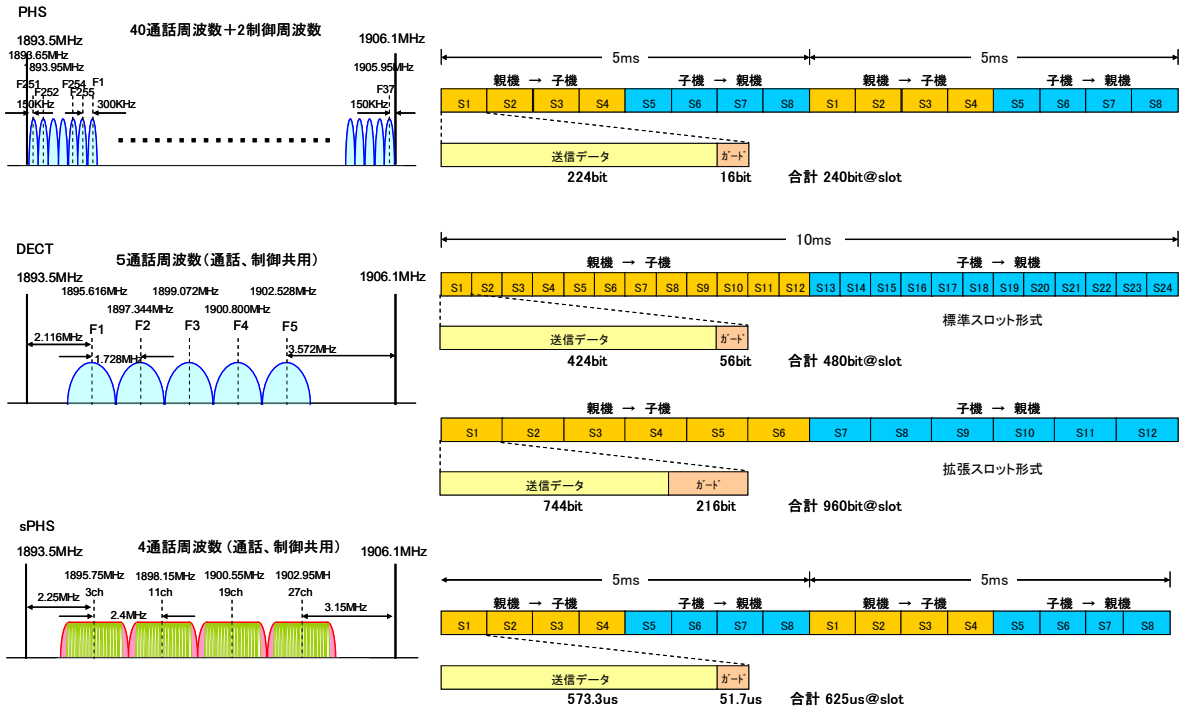 PHS
40通話周波数＋2制御周波数
1893.5MHz
1906.1MHz
1893.65MHz
1893.95MHz
1905.95MHz
F251
F252
F254
F255
F1
F37
150KHz
300KHz
150KHz
5ms
5ms
親機 → 子機
子機 → 親機
親機 → 子機
子機 → 親機
S1 S2 S3 S4 S5 S6 S7 S8 S1 S2 S3 S4 S5 S6 S7 S8
送信データ
ｶﾞｰﾄﾞ
224bit
16bit
合計 240bit@slot
DECT
5通話周波数（通話、制御共用）
1893.5MHz
1906.1MHz
1895.616MHz
1899.072MHz
1902.528MHz
1897.344MHz
1900.800MHz
F1 F2 F3 F4 F5
2.116MHz
1.728MHz
3.572MHz
10ms
親機 → 子機
子機 → 親機
S1 S2 S3 S4 S5 S6 S7 S8 S9 S10 S11 S12 S13 S14 S15 S16 S17 S18 S19 S20 S21 S22 S23 S24
標準スロット形式
送信データ
ｶﾞｰﾄﾞ
424bit
56bit
合計 480bit@slot
親機 → 子機
子機 → 親機
S1 S2 S3 S4 S5 S6 S7 S8 S9 S10 S11 S12
拡張スロット形式
送信データ
ｶﾞｰﾄﾞ
744bit
216bit
合計 960bit@slot
sPHS
4通話周波数（通話、制御共用）
1893.5MHz
1906.1MHz
1895.75MHz
1898.15MHz
1900.55MHz
1902.95MH
3ch
11ch
19ch
27ch
2.25MHz
2.4MHz
3.15MHz
5ms
5ms
親機 → 子機
子機 → 親機
親機 → 子機
子機 → 親機
S1 S2 S3 S4 S5 S6 S7 S8 S1 S2 S3 S4 S5 S6 S7 S8
送信データ
ｶﾞｰﾄﾞ
573.3us
51.7us
合計 625us@slot